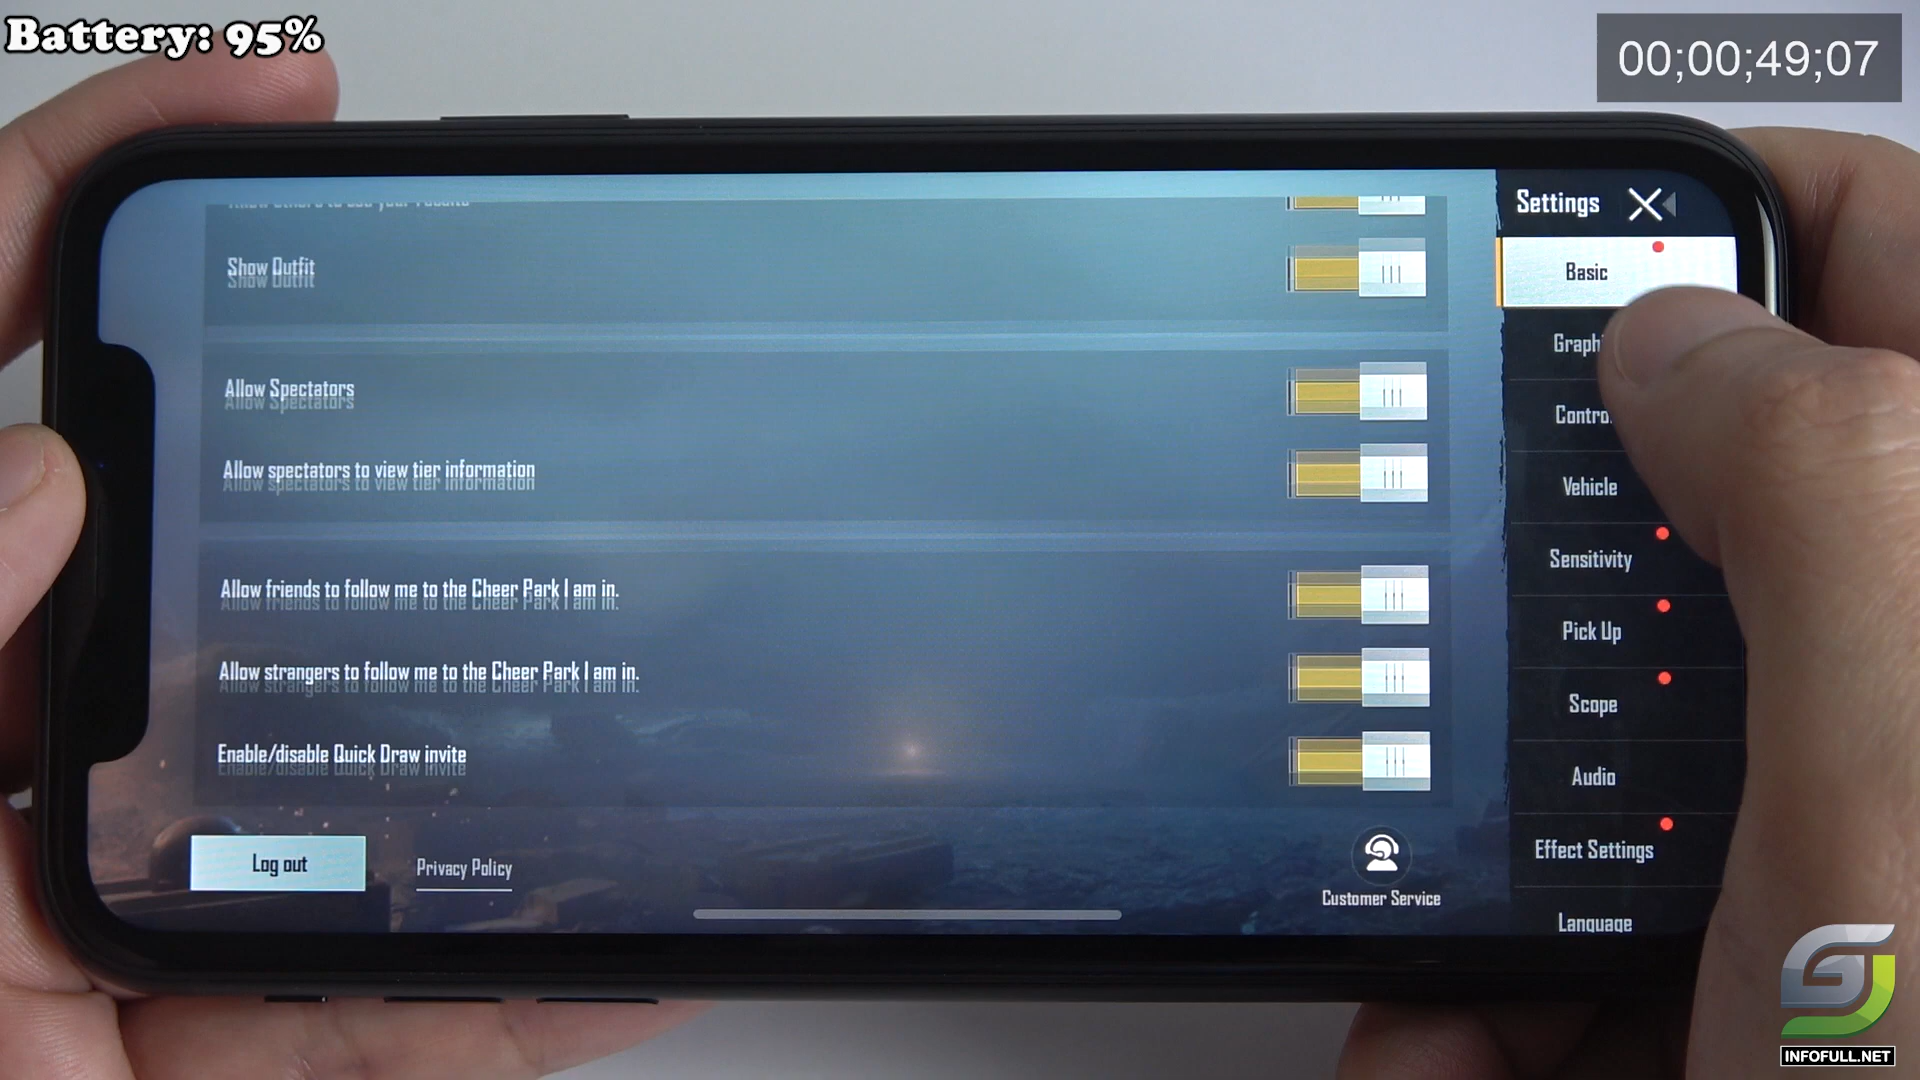 Battery: 95%
00;00;49;07
Settings
Basic
Show Outfit
Allow Spectators
Allow spectators to view tier information
Vehicle
Sensitivity
Allow friends to follow me to the Cheer Park I am in.
Pick Up
Allow strangers to follow me to the Cheer Park I am in.
Scope
Enable/disable Quick Draw invite
Audio
Effect Settings
Log out
Privacy Policy
Customer Service
Language
INFOFULL.NET